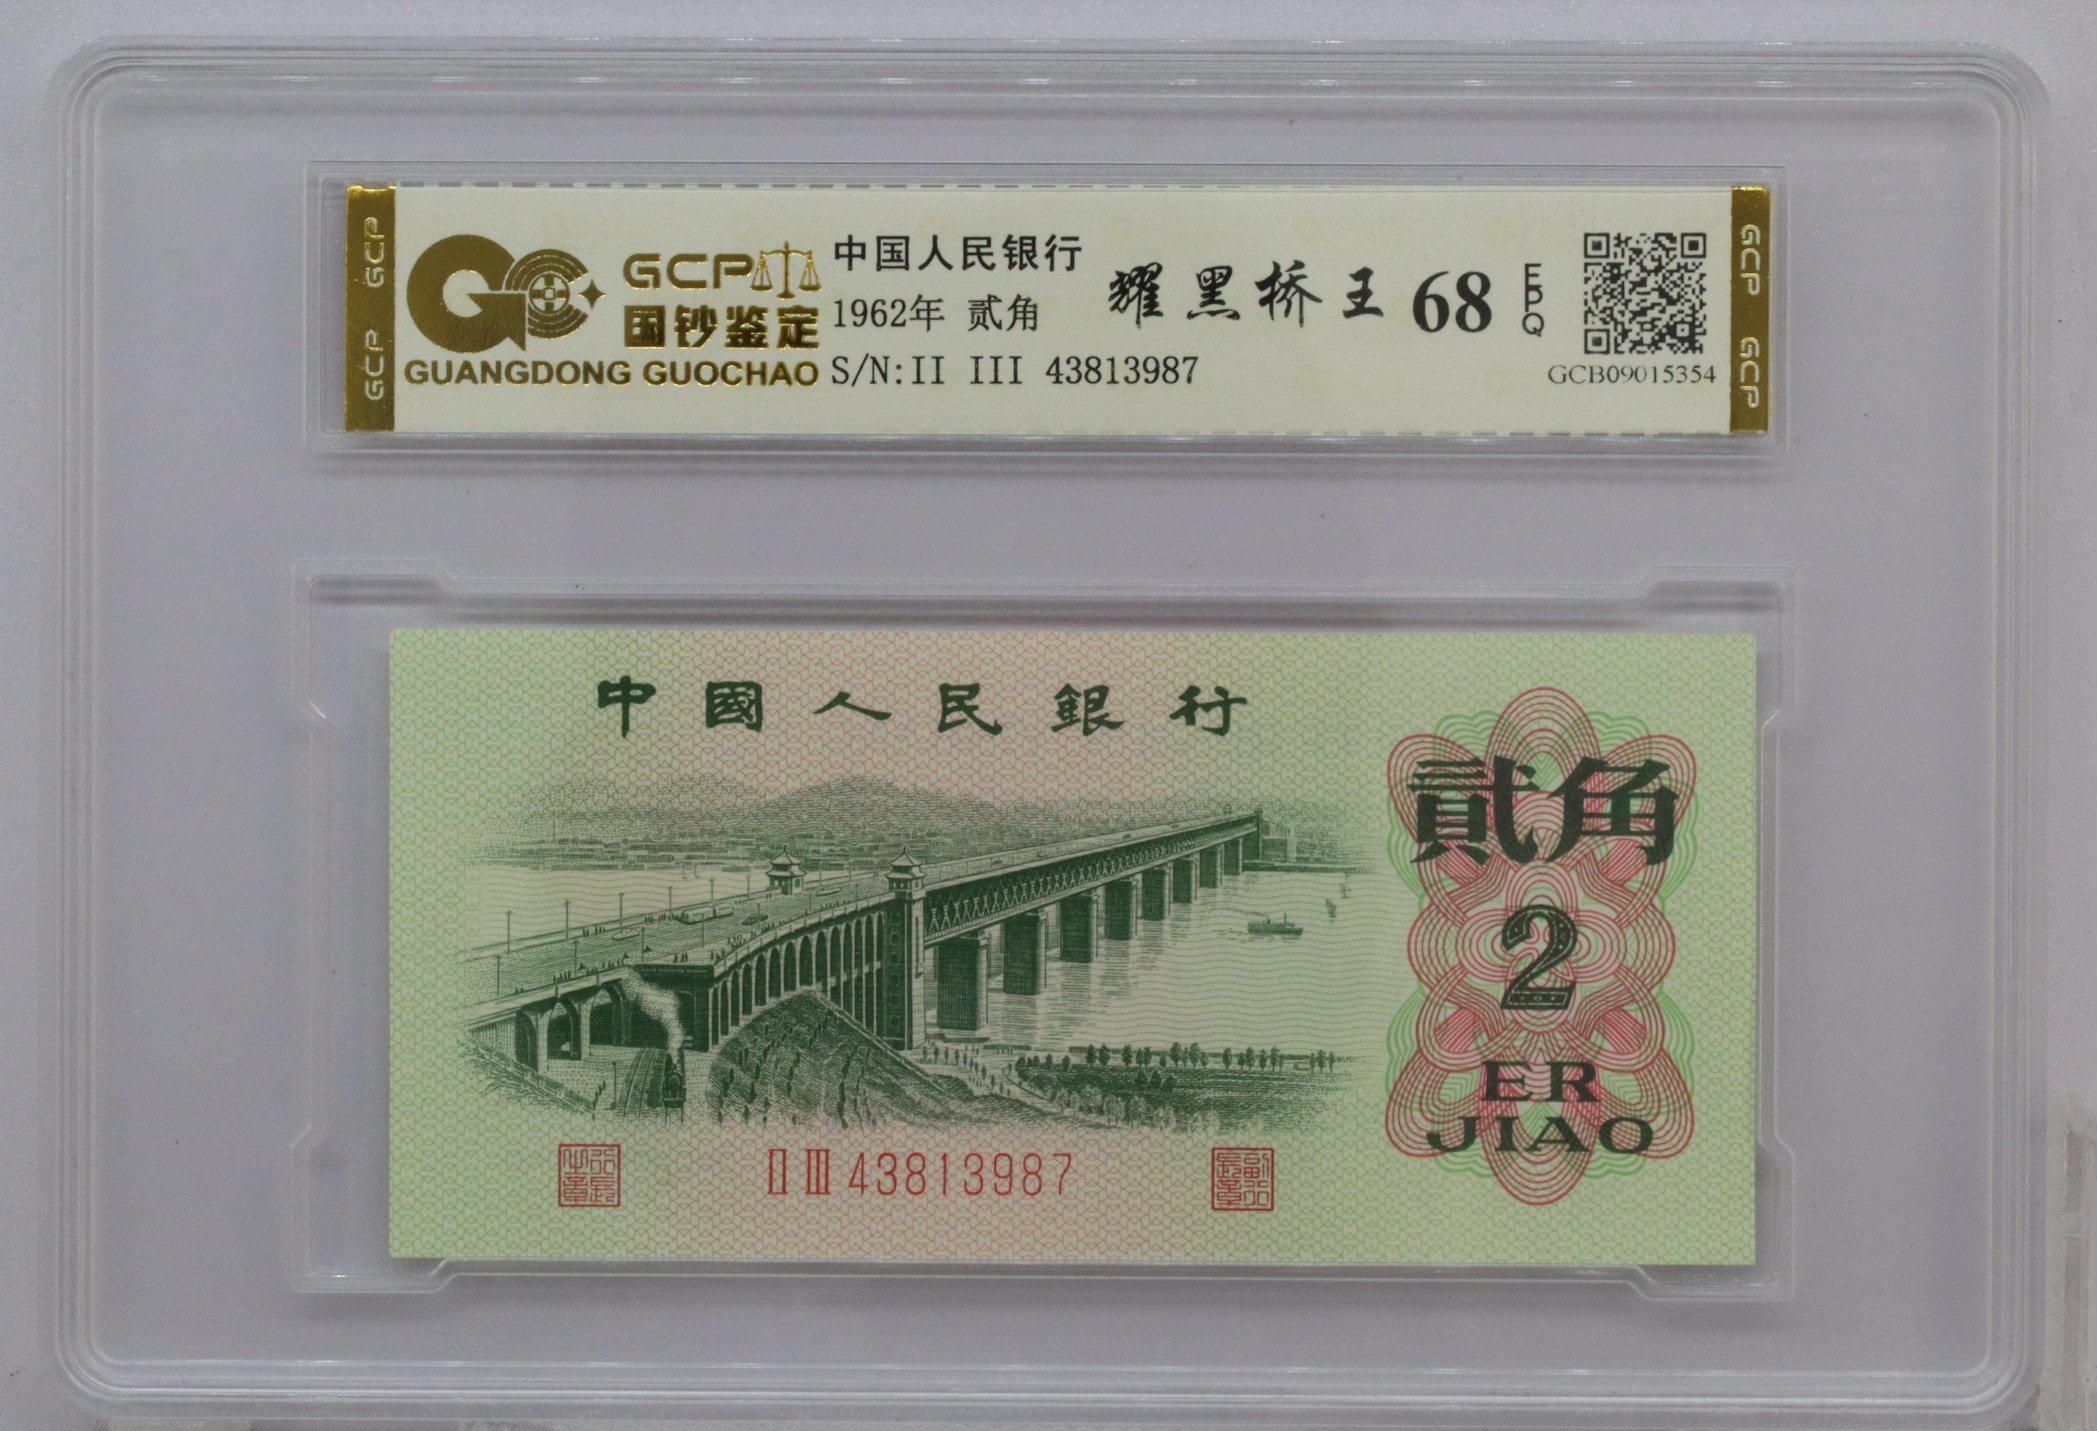 GCP GCP
GCP
国钞鉴定
GUANGDONG GUOCHAO
中国人民银行
1962年 贰角
S/N:II III 43813987
耀黑桥王 68 EPQ
GCB09015354
GCP GCP
中國人民銀行
貳角
2
ER
JIAO
II III 43813987